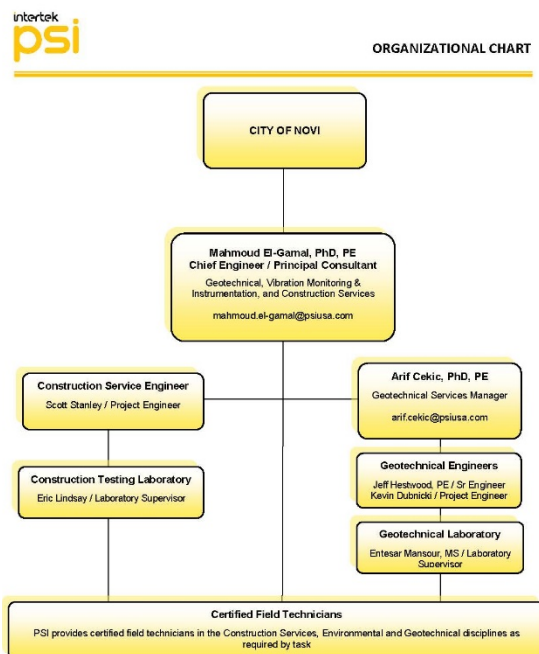 intertek
psi
ORGANIZATIONAL CHART
CITY OF NOVI
Mahmoud El-Gamal, PhD, PE
Chief Engineer / Principal Consultant
Geotechnical, Vibration Monitoring &
Instrumentation, and Construction Services
mahmoud.el-gamal@psiusa.com
Construction Service Engineer
Scott Stanley / Project Engineer
Arif Cekic, PhD, PE
Geotechnical Services Manager
arif.cekic@psiusa.com
Construction Testing Laboratory
Eric Lindsay / Laboratory Supervisor
Geotechnical Engineers
Jeff Hestwood, PE / Sr Engineer
Kevin Dubnicki / Project Engineer
Geotechnical Laboratory
Entesar Mansour, MS / Laboratory
Supervisor
Certified Field Technicians
PSI provides certified field technicians in the Construction Services, Environmental and Geotechnical disciplines as
required by task